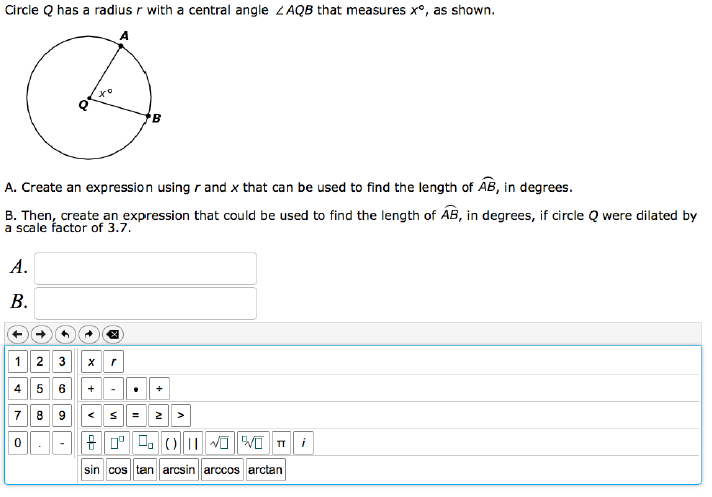 Circle Q has a radius r with a central angle ∠AQB that measures x°, as shown.
A
x°
Q
B
A. Create an expression using r and x that can be used to find the length of A͡B, in degrees.
B. Then, create an expression that could be used to find the length of A͡B, in degrees, if circle Q were dilated by
a scale factor of 3.7.
A.
B.
1 2 3 x r
4 5 6 + - • ÷
7 8 9 < ≤ = ≥ >
0 . - ( ) | | √ √ π i
sin cos tan arcsin arccos arctan